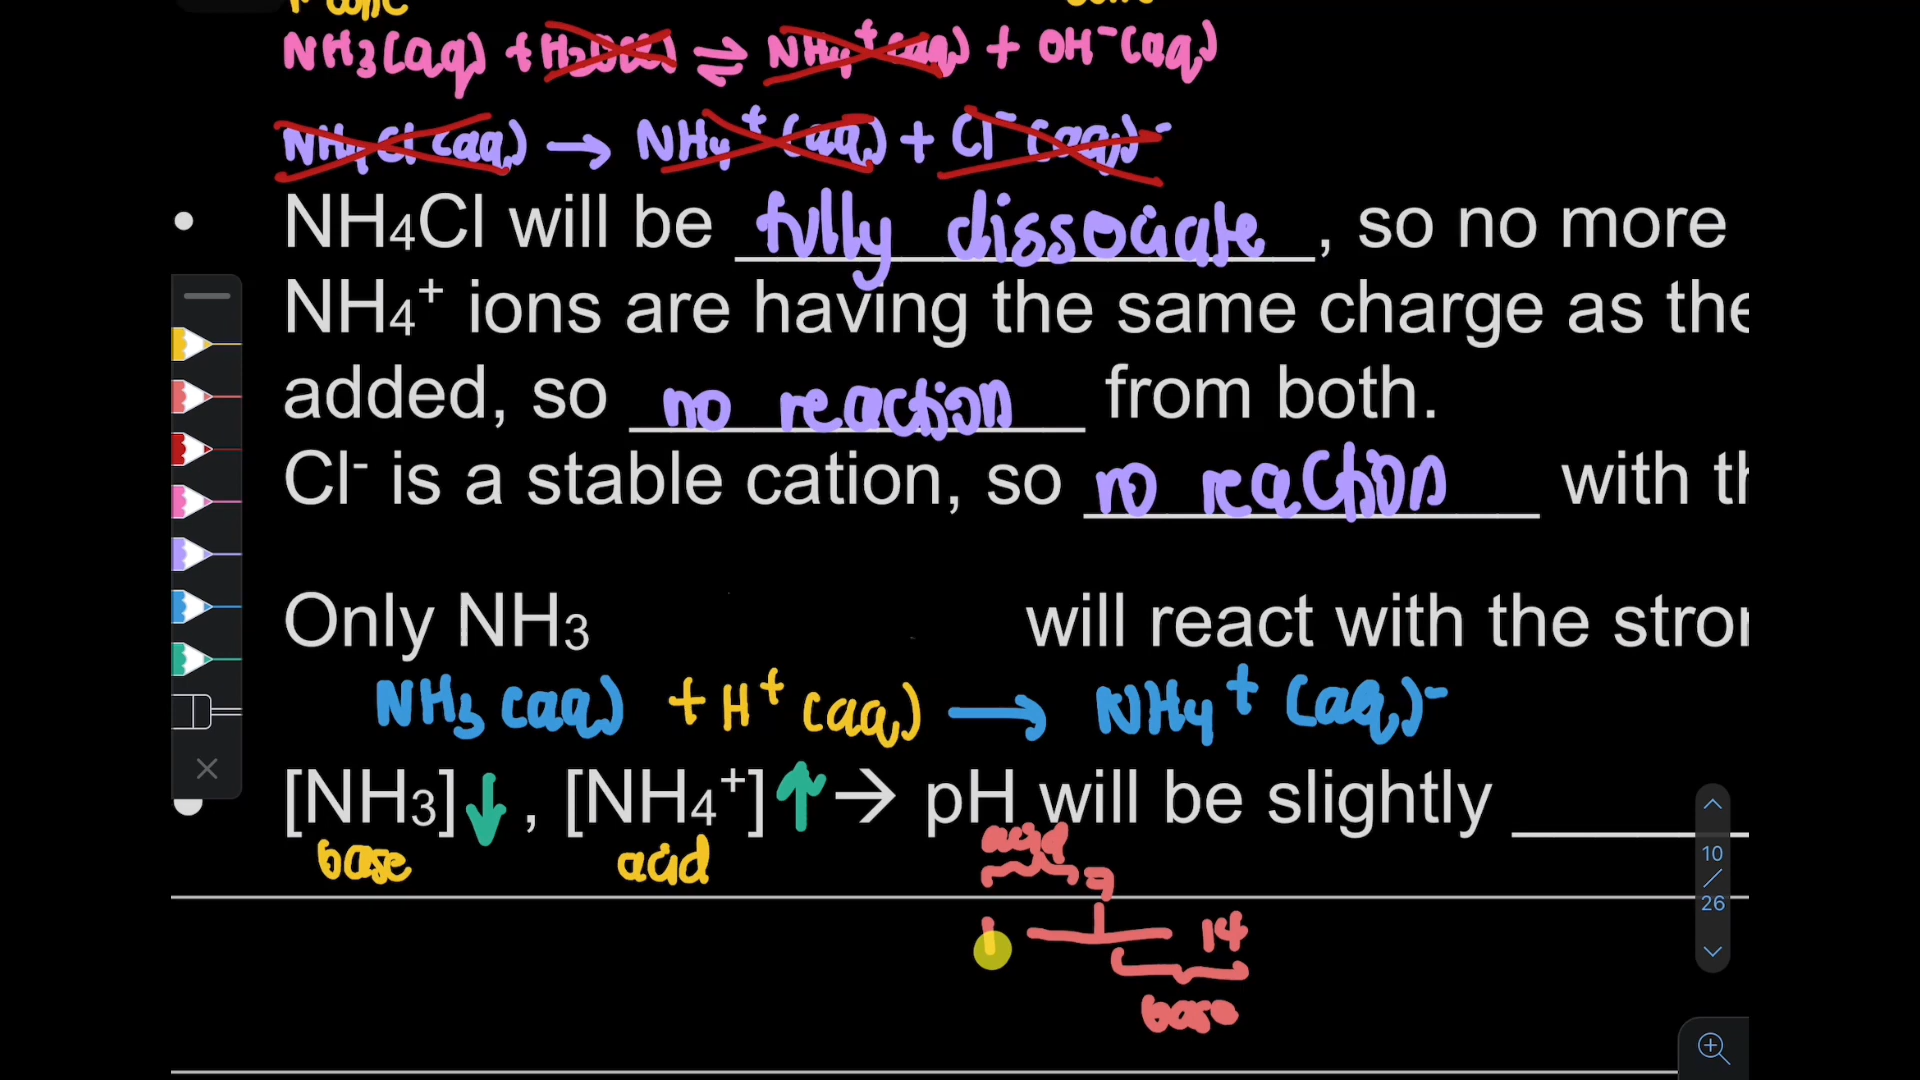 NH3(aq) + H2O(l) ⇌ NH4+(aq) + OH-(aq)
NH4Cl(aq) → NH4+(aq) + Cl-(aq)
• NH4Cl will be fully dissociate, so no more
NH4+ ions are having the same charge as the
added, so no reaction from both.
Cl- is a stable cation, so no reaction with th
Only NH3 will react with the stron
NH3(aq) + H+(aq) → NH4+(aq)
[NH3]↓, [NH4+]↑→ pH will be slightly
base acid
acid
7
1 14
base
10
26